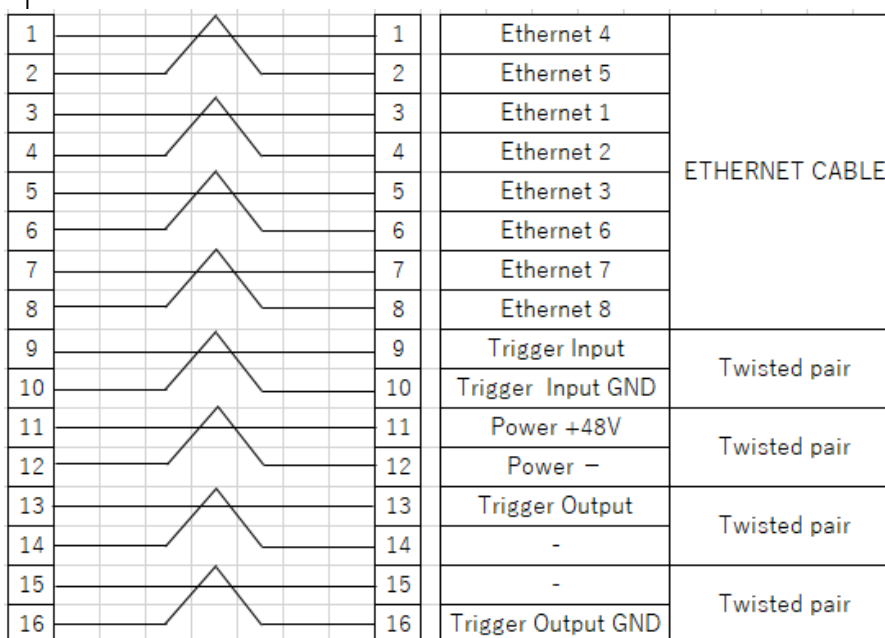 1 1 Ethernet 4
2 2 Ethernet 5
3 3 Ethernet 1
4 4 Ethernet 2
ETHERNET CABLE
5 5 Ethernet 3
6 6 Ethernet 6
7 7 Ethernet 7
8 8 Ethernet 8
9 9 Trigger Input
Twisted pair
10 10 Trigger Input GND
11 11 Power +48V
Twisted pair
12 12 Power −
13 13 Trigger Output
Twisted pair
14 14 -
15 15 -
Twisted pair
16 16 Trigger Output GND